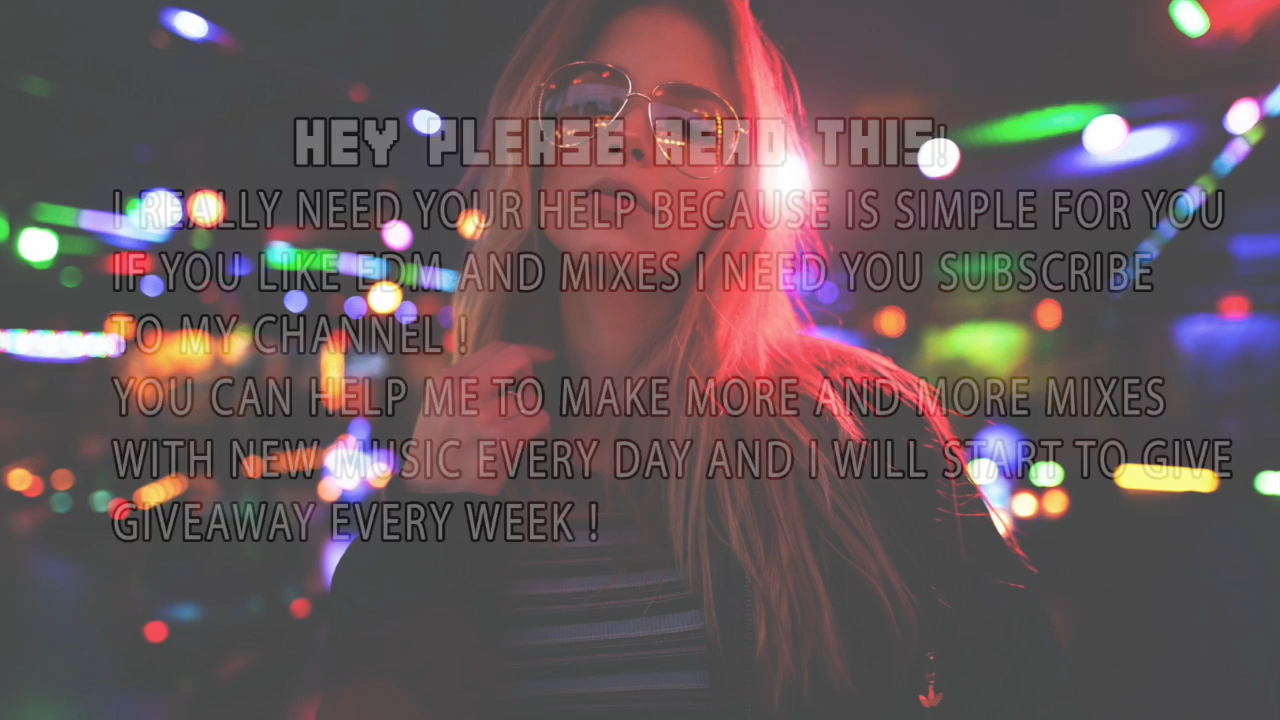 HEY PLEASE READ THIS!
I REALLY NEED YOUR HELP BECAUSE IS SIMPLE FOR YOU
IF YOU LIKE EDM AND MIXES I NEED YOU SUBSCRIBE
TO MY CHANNEL !
YOU CAN HELP ME TO MAKE MORE AND MORE MIXES
WITH NEW MUSIC EVERY DAY AND I WILL START TO GIVE
GIVEAWAY EVERY WEEK !